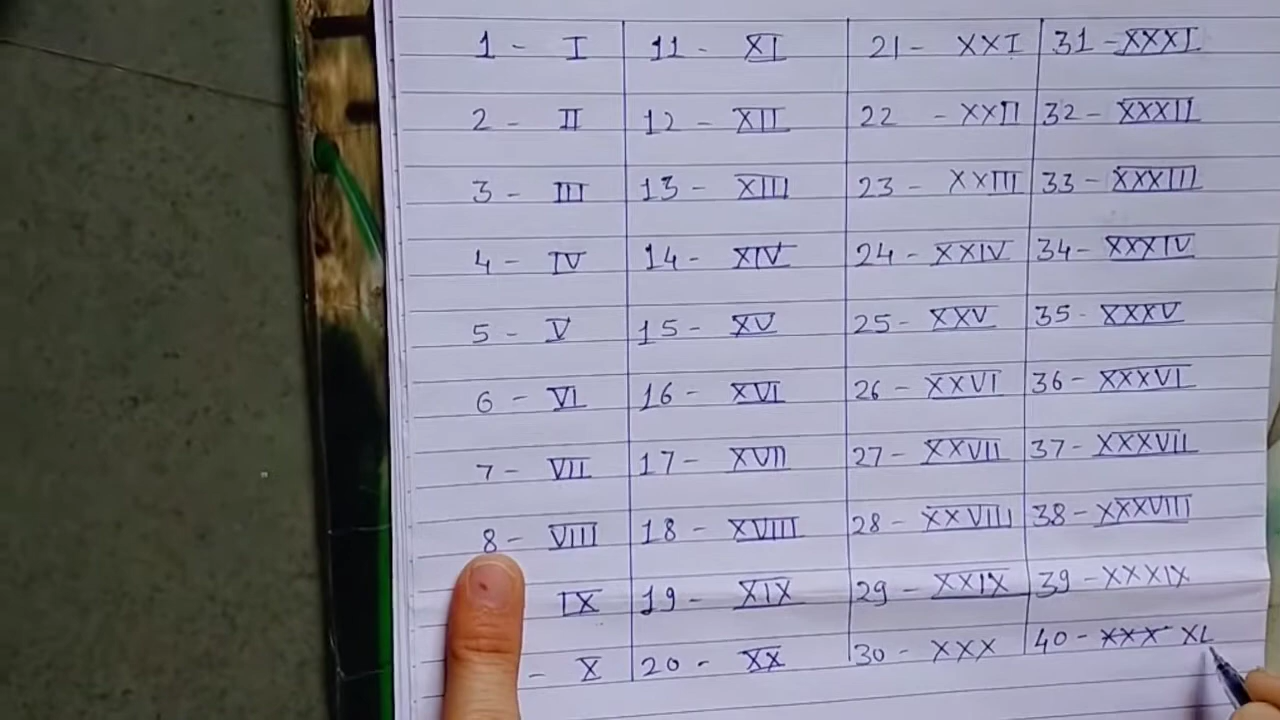 1 - I 11 - XI 21 - XXI 31 - XXXI
2 - II 12 - XII 22 - XXII 32 - XXXII
3 - III 13 - XIII 23 - XXIII 33 - XXXIII
4 - IV 14 - XIV 24 - XXIV 34 - XXXIV
5 - V 15 - XV 25 - XXV 35 - XXXV
6 - VI 16 - XVI 26 - XXVI 36 - XXXVI
7 - VII 17 - XVII 27 - XXVII 37 - XXXVII
8 - VIII 18 - XVIII 28 - XXVIII 38 - XXXVIII
IX 19 - XIX 29 - XXIX 39 - XXXIX
- X 20 - XX 30 - XXX 40 - XXX XL